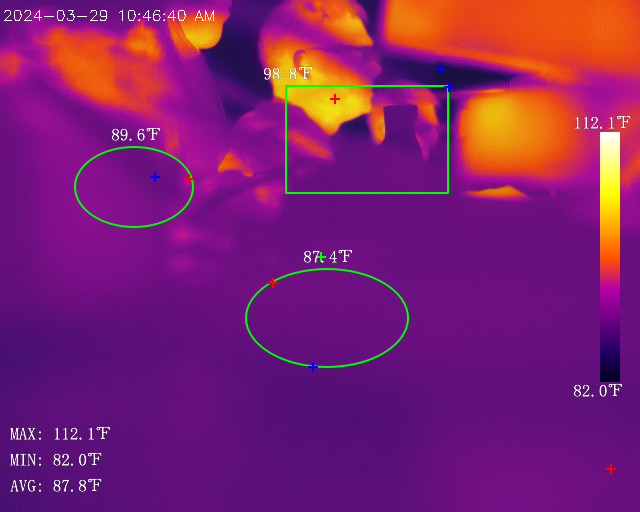 2024-03-29 10:46:40 AM
98.8℉
112.1℉
89.6℉
87.4℉
82.0℉
MAX: 112.1℉
MIN: 82.0℉
AVG: 87.8℉